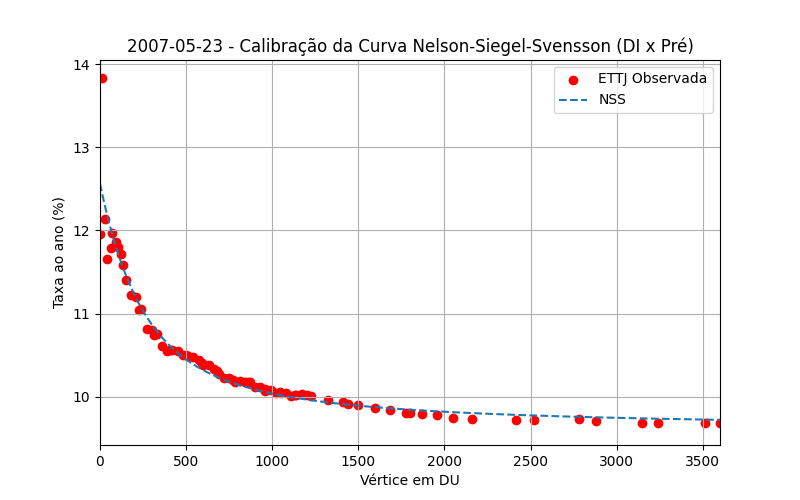 2007-05-23 - Calibração da Curva Nelson-Siegel-Svensson (DI x Pré)
ETTJ Observada
NSS
Taxa ao ano (%)
14
13
12
11
10
0 500 1000 1500 2000 2500 3000 3500
Vértice em DU